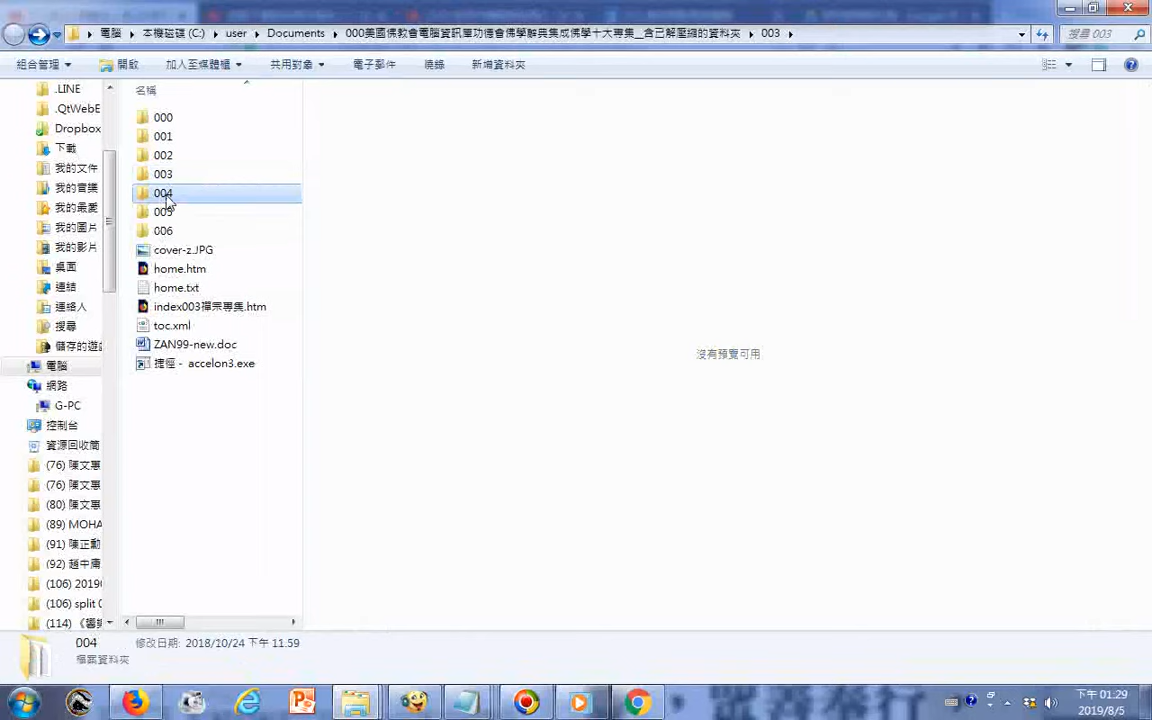 電腦 ▸ 本機磁碟 (C:) ▸ user ▸ Documents ▸ 000美國佛教會電腦資訊庫功德會佛學辭典集成佛學十大專集__含已解壓縮的資料夾 ▸ 003 ▸
搜尋 003
組合管理 開啟 加入至媒體櫃 共用對象 電子郵件 燒錄 新增資料夾
.LINE
.QtWebE
Dropbox
下載
我的文件
我的音樂
我的最愛
我的圖片
我的影片
桌面
連結
連絡人
搜尋
儲存的遊戲
電腦
網路
G-PC
控制台
資源回收筒
(76) 陳文惠
(76) 陳文惠
(80) 陳文惠
(89) MOHA
(91) 陳正勳
(92) 趙中庸
(106) 2019
(106) split
(114) 《
名稱
000
001
002
003
004
005
006
cover-z.JPG
home.htm
home.txt
index003禪宗專集.htm
toc.xml
ZAN99-new.doc
捷徑 - accelon3.exe
沒有預覽可用
004
修改日期: 2018/10/24 下午 11:59
檔案資料夾
眾善奉行
下午 01:29
2019/8/5